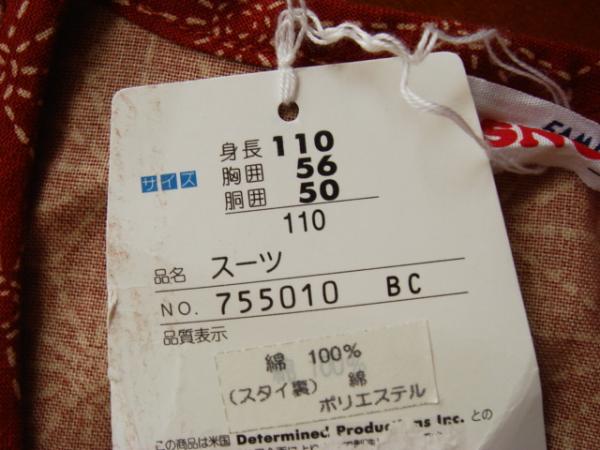 サイズ
身長 110
胸囲 56
胴囲 50
110
品名 スーツ
NO. 755010 BC
品質表示
綿 100%
(スタイ裏) 綿
ポリエステル
この商品は米国 Determined Productions Inc. との
FAM